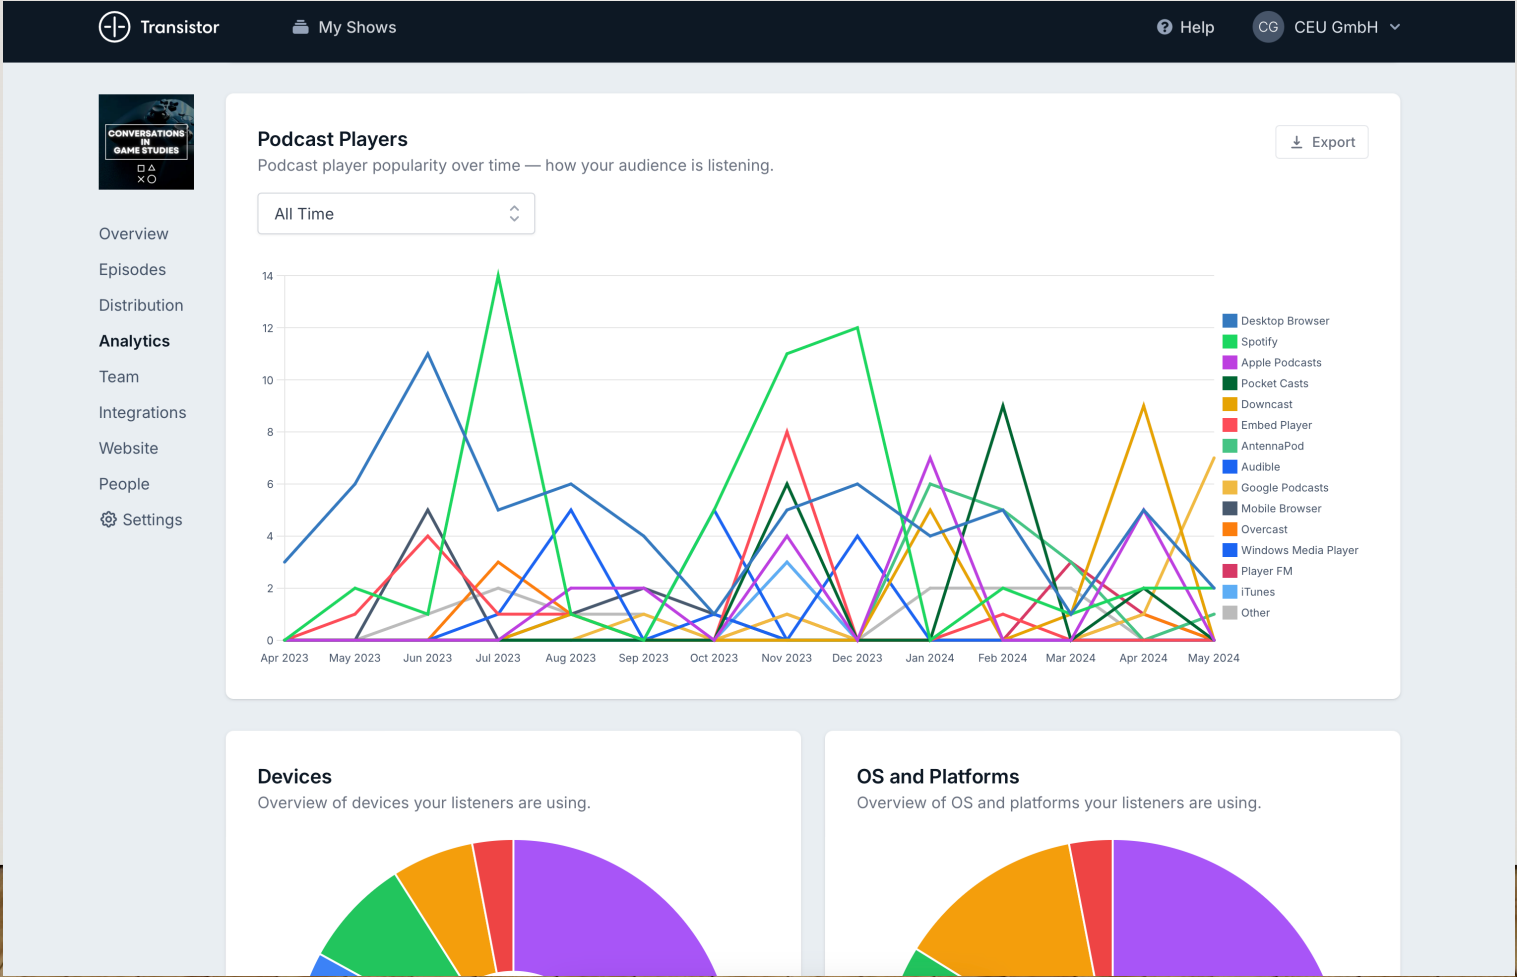 Transistor
My Shows
Help
CG
CEU GmbH
CONVERSATIONS
IN
GAME STUDIES
Overview
Episodes
Distribution
Analytics
Team
Integrations
Website
People
Settings
Podcast Players
Podcast player popularity over time — how your audience is listening.
Export
All Time
14
12
10
8
6
4
2
0
Apr 2023
May 2023
Jun 2023
Jul 2023
Aug 2023
Sep 2023
Oct 2023
Nov 2023
Dec 2023
Jan 2024
Feb 2024
Mar 2024
Apr 2024
May 2024
Desktop Browser
Spotify
Apple Podcasts
Pocket Casts
Downcast
Embed Player
AntennaPod
Audible
Google Podcasts
Mobile Browser
Overcast
Windows Media Player
Player FM
iTunes
Other
Devices
Overview of devices your listeners are using.
OS and Platforms
Overview of OS and platforms your listeners are using.